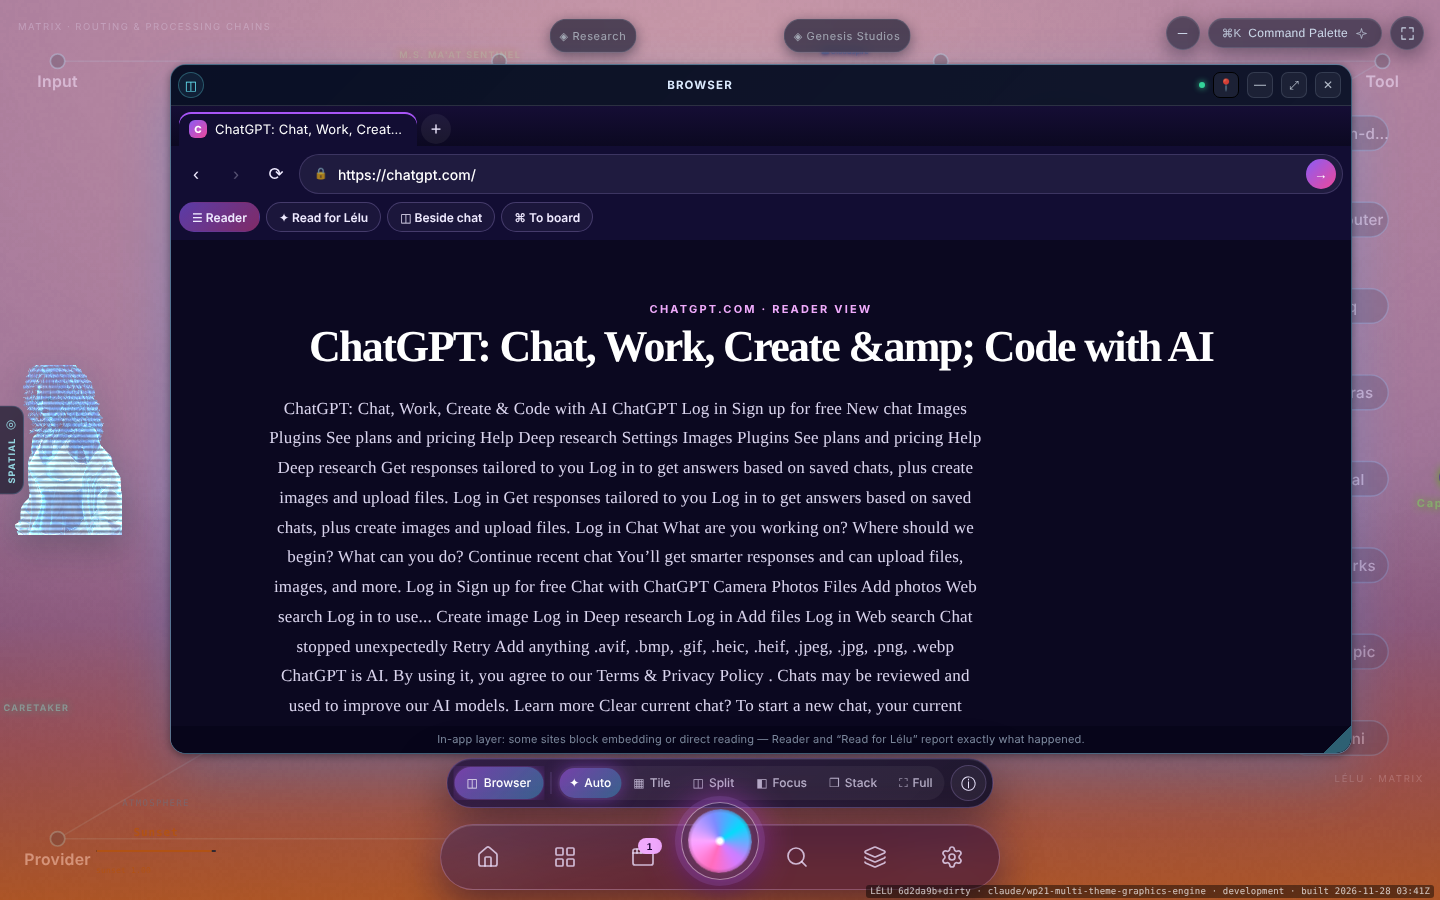 MATRIX · ROUTING & PROCESSING CHAINS
Research
Genesis Studios
⌘K Command Palette
Input
Tool
BROWSER
ChatGPT: Chat, Work, Creat...
https://chatgpt.com/
Reader
Read for Lélu
Beside chat
⌘ To board
CHATGPT.COM · READER VIEW
ChatGPT: Chat, Work, Create &amp; Code with AI
ChatGPT: Chat, Work, Create & Code with AI ChatGPT Log in Sign up for free New chat Images
Plugins See plans and pricing Help Deep research Settings Images Plugins See plans and pricing Help
Deep research Get responses tailored to you Log in to get answers based on saved chats, plus create
images and upload files. Log in Get responses tailored to you Log in to get answers based on saved
chats, plus create images and upload files. Log in Chat What are you working on? Where should we
begin? What can you do? Continue recent chat You’ll get smarter responses and can upload files,
images, and more. Log in Sign up for free Chat with ChatGPT Camera Photos Files Add photos Web
search Log in to use... Create image Log in Deep research Log in Add files Log in Web search Chat
stopped unexpectedly Retry Add anything .avif, .bmp, .gif, .heic, .heif, .jpeg, .jpg, .png, .webp
ChatGPT is AI. By using it, you agree to our Terms & Privacy Policy . Chats may be reviewed and
used to improve our AI models. Learn more Clear current chat? To start a new chat, your current
In-app layer: some sites block embedding or direct reading — Reader and “Read for Lélu” report exactly what happened.
SPATIAL
CARETAKER
LÉLU · MATRIX
Browser
Auto
Tile
Split
Focus
Stack
Full
1
Provider
LÉLU 6d2da9b+dirty · claude/wp21-multi-theme-graphics-engine · development · built 2026-11-28 03:41Z